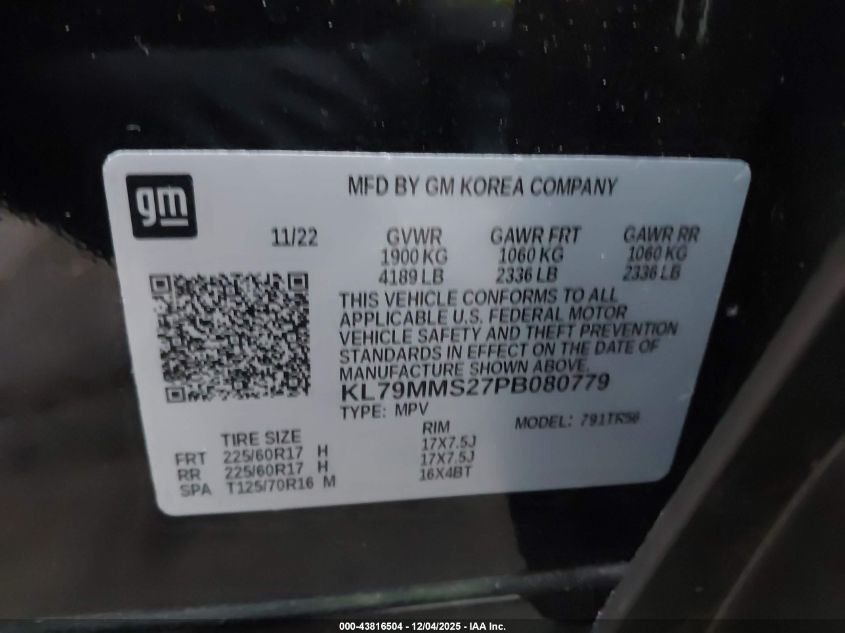 gm
MFD BY GM KOREA COMPANY
11/22 GVWR GAWR FRT GAWR RR
1900 KG 1060 KG 1060 KG
4189 LB 2336 LB 2336 LB
THIS VEHICLE CONFORMS TO ALL
APPLICABLE U.S. FEDERAL MOTOR
VEHICLE SAFETY AND THEFT PREVENTION
STANDARDS IN EFFECT ON THE DATE OF
MANUFACTURE SHOWN ABOVE.
KL79MMS27PB080779
TYPE: MPV MODEL: 791TR56
TIRE SIZE RIM
FRT 225/60R17 H 17X7.5J
RR 225/60R17 H 17X7.5J
SPA T125/70R16 M 16X4BT
000-43816504 - 12/04/2025 - IAA Inc.